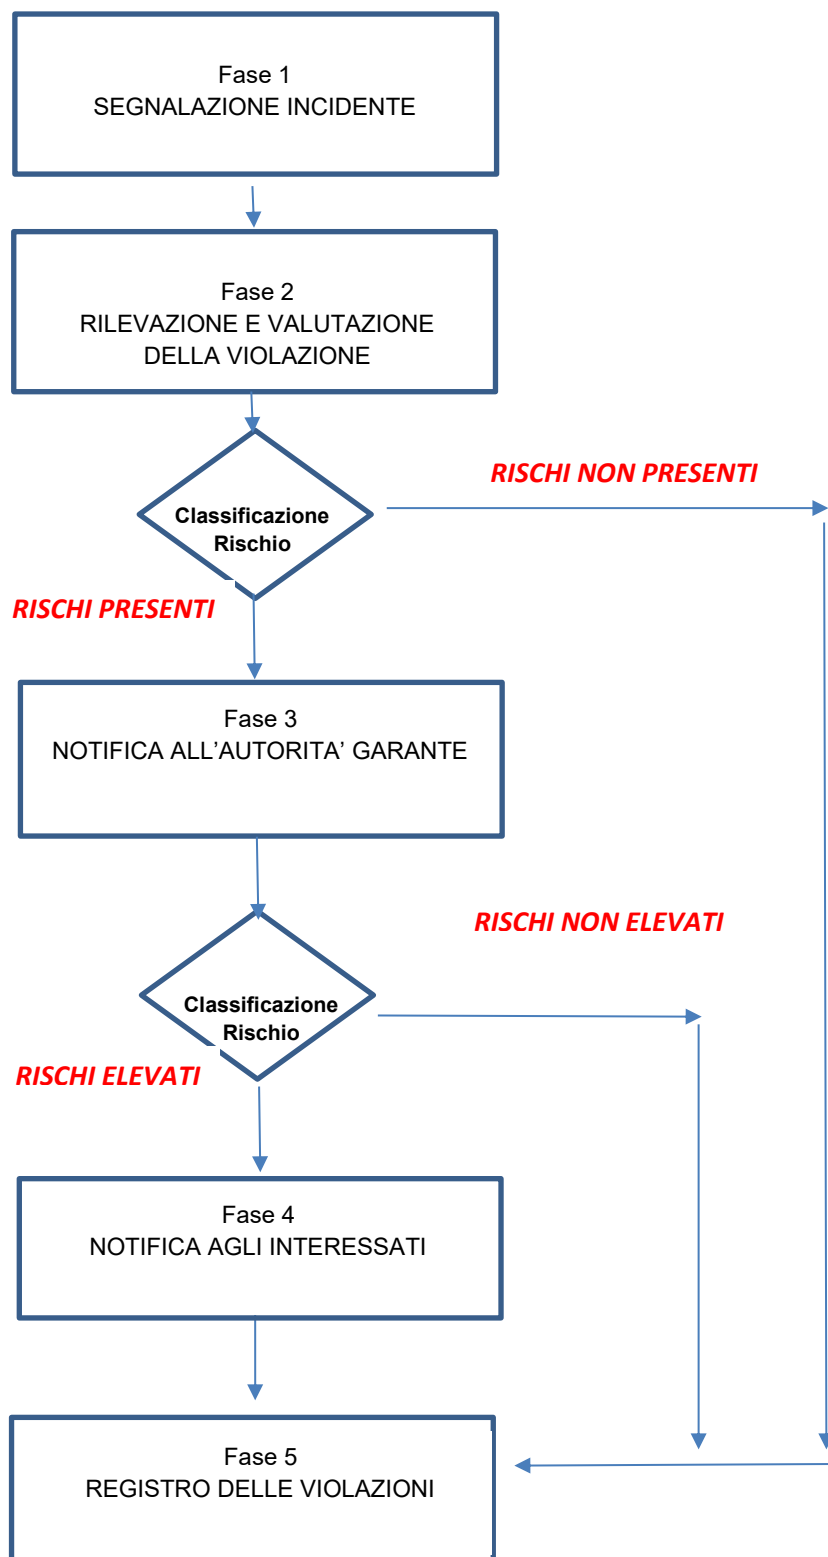 Fase 1
SEGNALAZIONE INCIDENTE
Fase 2
RILEVAZIONE E VALUTAZIONE
DELLA VIOLAZIONE
RISCHI NON PRESENTI
Classificazione
Rischio
RISCHI PRESENTI
Fase 3
NOTIFICA ALL’AUTORITA’ GARANTE
RISCHI NON ELEVATI
Classificazione
Rischio
RISCHI ELEVATI
Fase 4
NOTIFICA AGLI INTERESSATI
Fase 5
REGISTRO DELLE VIOLAZIONI